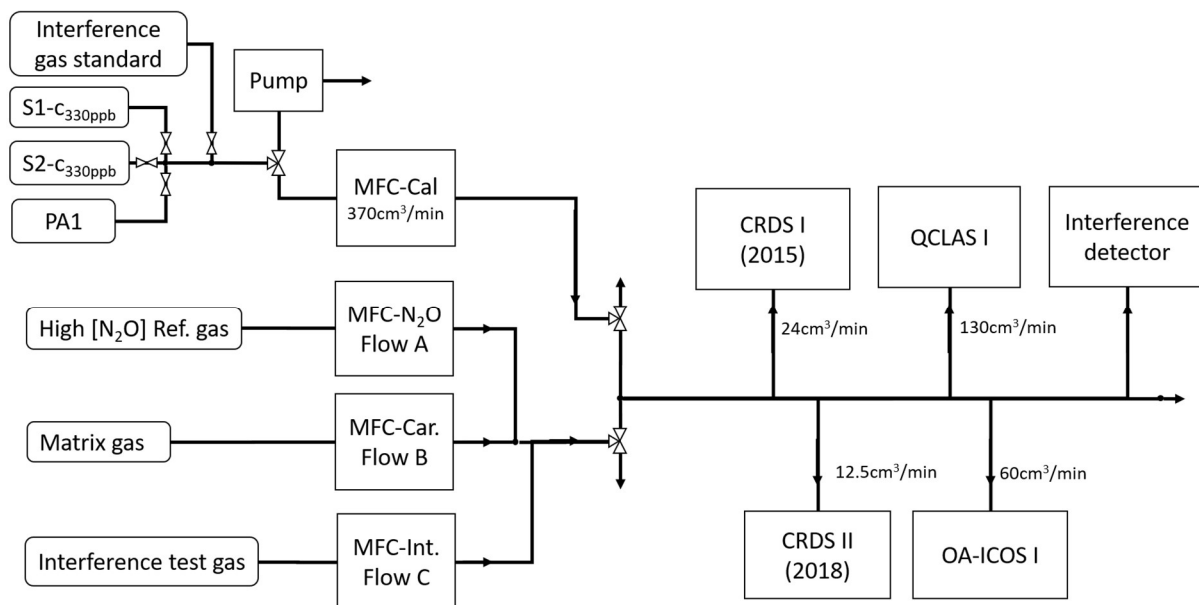 Interference
gas standard
S1-c₃₃₀ppb
S2-c₃₃₀ppb
PA1
Pump
MFC-Cal
370cm³/min
High [N₂O] Ref. gas
MFC-N₂O
Flow A
Matrix gas
MFC-Car.
Flow B
Interference test gas
MFC-Int.
Flow C
CRDS I
(2015)
QCLAS I
Interference
detector
24cm³/min
130cm³/min
12.5cm³/min
60cm³/min
CRDS II
(2018)
OA-ICOS I